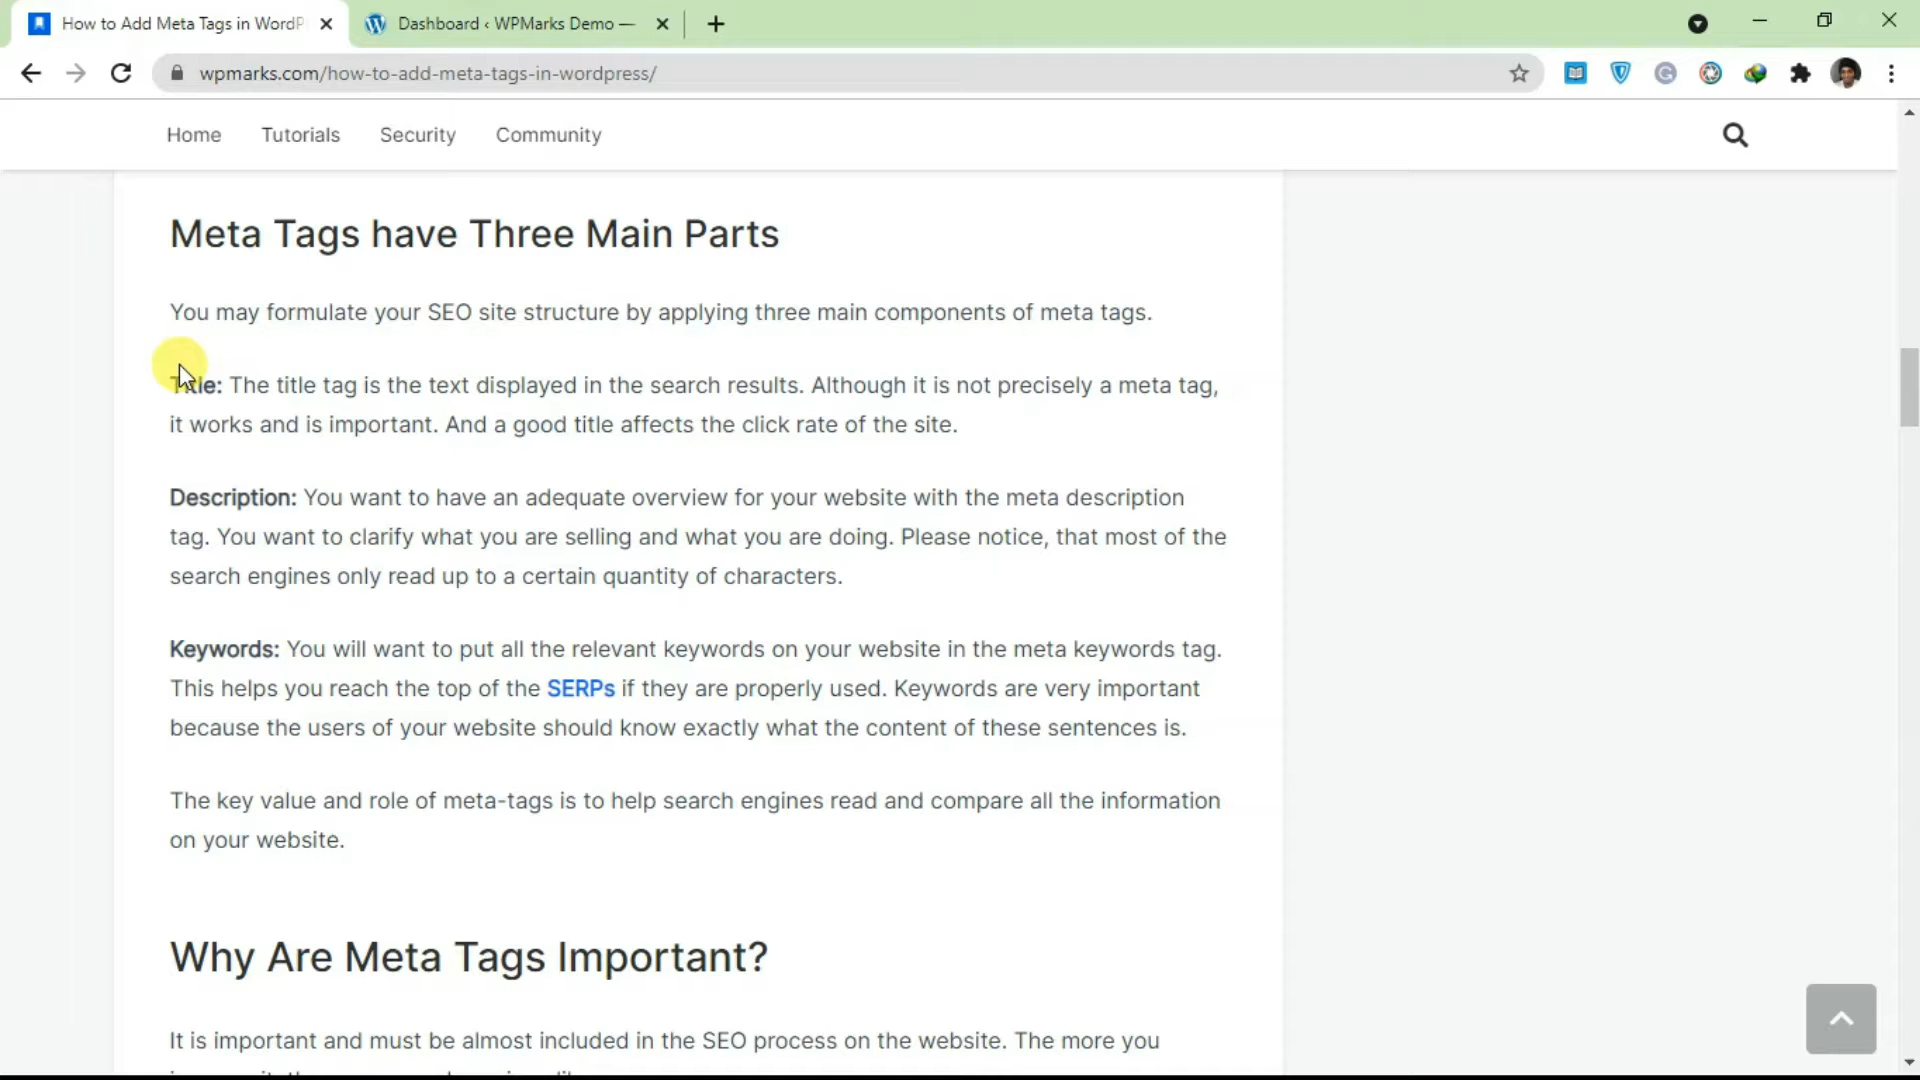 How to Add Meta Tags in WordP
Dashboard ‹ WPMarks Demo —
wpmarks.com/how-to-add-meta-tags-in-wordpress/
Home Tutorials Security Community
Meta Tags have Three Main Parts
You may formulate your SEO site structure by applying three main components of meta tags.
Title: The title tag is the text displayed in the search results. Although it is not precisely a meta tag,
it works and is important. And a good title affects the click rate of the site.
Description: You want to have an adequate overview for your website with the meta description
tag. You want to clarify what you are selling and what you are doing. Please notice, that most of the
search engines only read up to a certain quantity of characters.
Keywords: You will want to put all the relevant keywords on your website in the meta keywords tag.
This helps you reach the top of the SERPs if they are properly used. Keywords are very important
because the users of your website should know exactly what the content of these sentences is.
The key value and role of meta-tags is to help search engines read and compare all the information
on your website.
Why Are Meta Tags Important?
It is important and must be almost included in the SEO process on the website. The more you